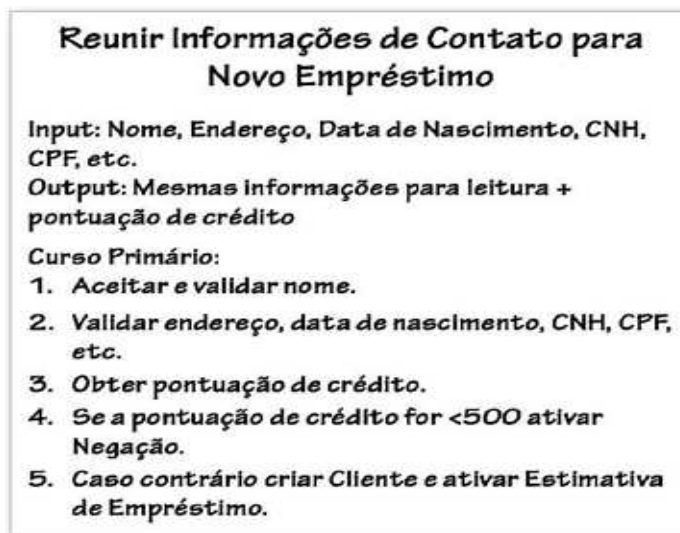 Reunir Informações de Contato para
Novo Empréstimo
Input: Nome, Endereço, Data de Nascimento, CNH,
CPF, etc.
Output: Mesmas informações para leitura +
pontuação de crédito
Curso Primário:
1. Aceitar e validar nome.
2. Validar endereço, data de nascimento, CNH, CPF,
etc.
3. Obter pontuação de crédito.
4. Se a pontuação de crédito for <500 ativar
Negação.
5. Caso contrário criar Cliente e ativar Estimativa
de Empréstimo.